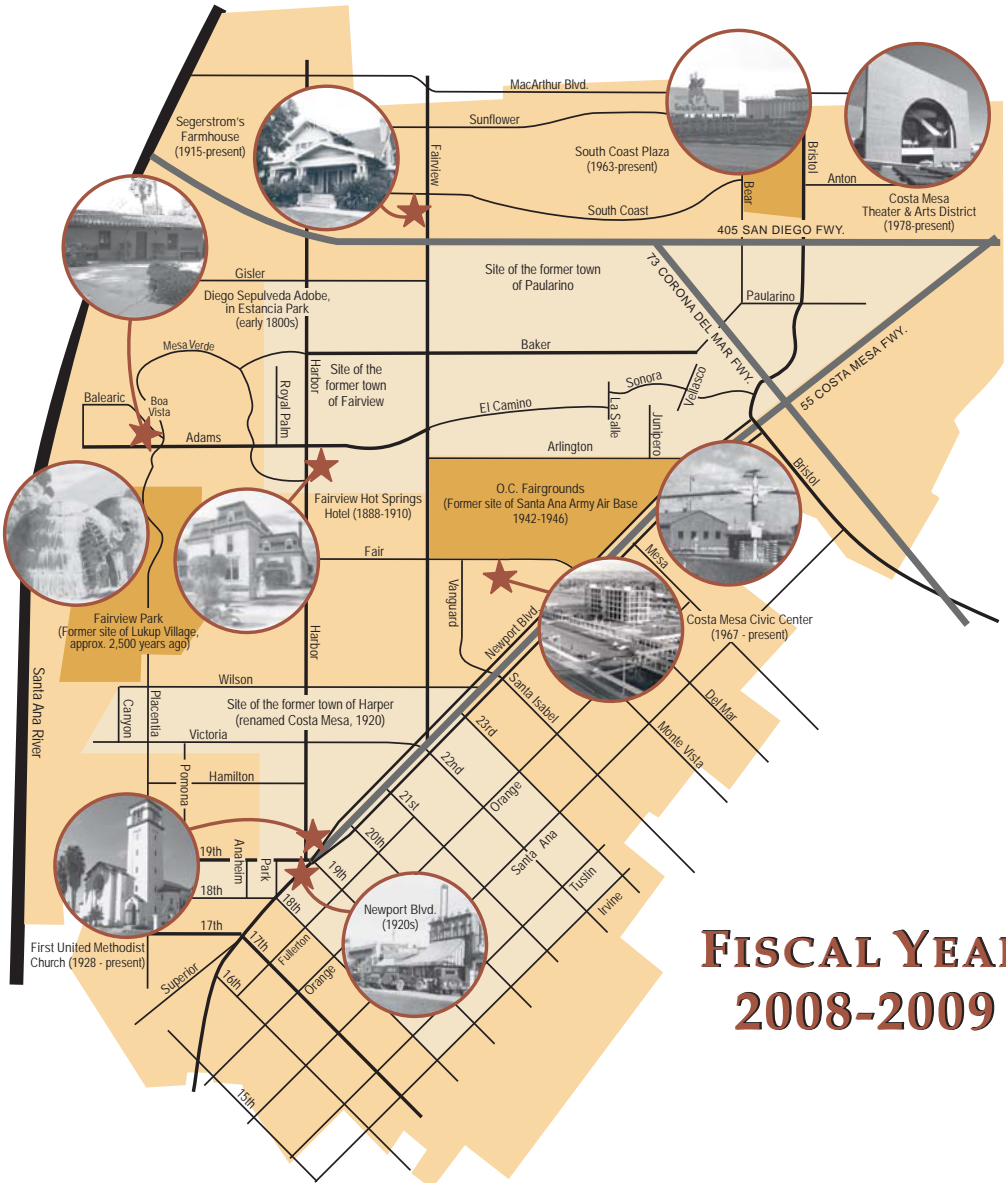 MacArthur Blvd.
Sunflower
Segerstrom's
Farmhouse
(1915-present)
Fairview
South Coast Plaza
South Coast Plaza
(1963-present)
Bear
Bristol
Anton
Costa Mesa
Theater & Arts District
(1978-present)
South Coast
405 SAN DIEGO FWY.
Gisler
Site of the former town
of Paularino
73 CORONA DEL MAR FWY.
Paularino
Diego Sepulveda Adobe,
in Estancia Park
(early 1800s)
55 COSTA MESA FWY.
Mesa Verde
Baker
Harbor
Site of the
former town
of Fairview
Royal Palm
Balearic
Boa
Vista
El Camino
La Salle
Sonora
Vellasco
Junipero
Adams
Arlington
Bristol
Fairview Hot Springs
Hotel (1888-1910)
O.C. Fairgrounds
(Former site of Santa Ana Army Air Base
1942-1946)
Fair
Mesa
Vanguard
Newport Blvd.
Costa Mesa Civic Center
(1967 - present)
Fairview Park
(Former site of Lukup Village,
approx. 2,500 years ago)
Harbor
Santa Ana River
Wilson
Canyon
Placentia
Site of the former town of Harper
(renamed Costa Mesa, 1920)
Santa Isabel
Del Mar
Monte Vista
Victoria
23rd
22nd
Pomona
Hamilton
21st
Orange
20th
Santa Ana
Tustin
Irvine
19th
Anaheim
Park
19th
18th
18th
Newport Blvd.
(1920s)
17th
17th
Fullerton
Orange
First United Methodist
Church (1928 - present)
Superior
16th
15th
FISCAL YEA
2008-2009